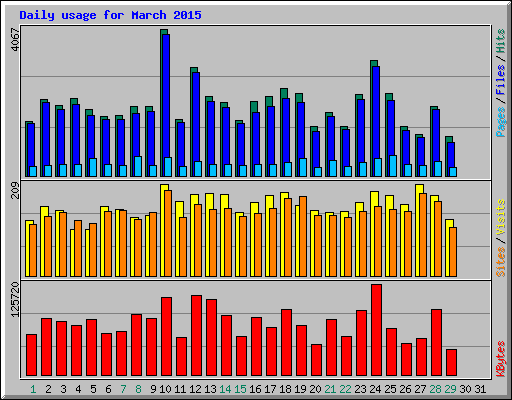 Daily usage for March 2015
4067
Pages / Files / Hits
209
Sites / Visits
125720
KBytes
1 2 3 4 5 6 7 8 9 10 11 12 13 14 15 16 17 18 19 20 21 22 23 24 25 26 27 28 29 30 31